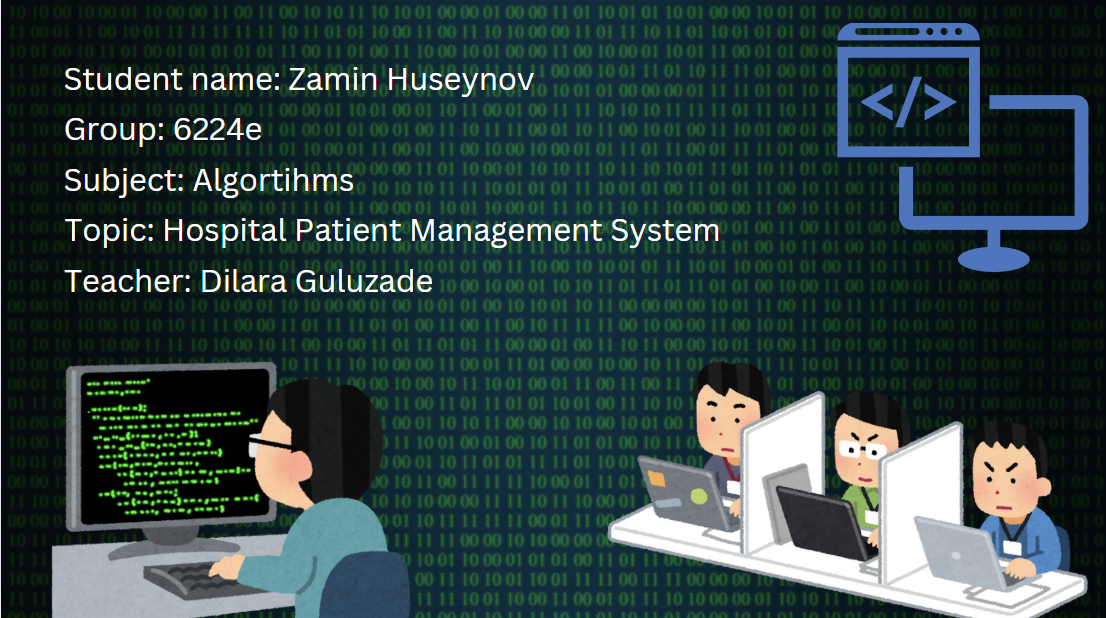 Student name: Zamin Huseynov
Group: 6224e
Subject: Algortihms
Topic: Hospital Patient Management System
Teacher: Dilara Guluzade
</>